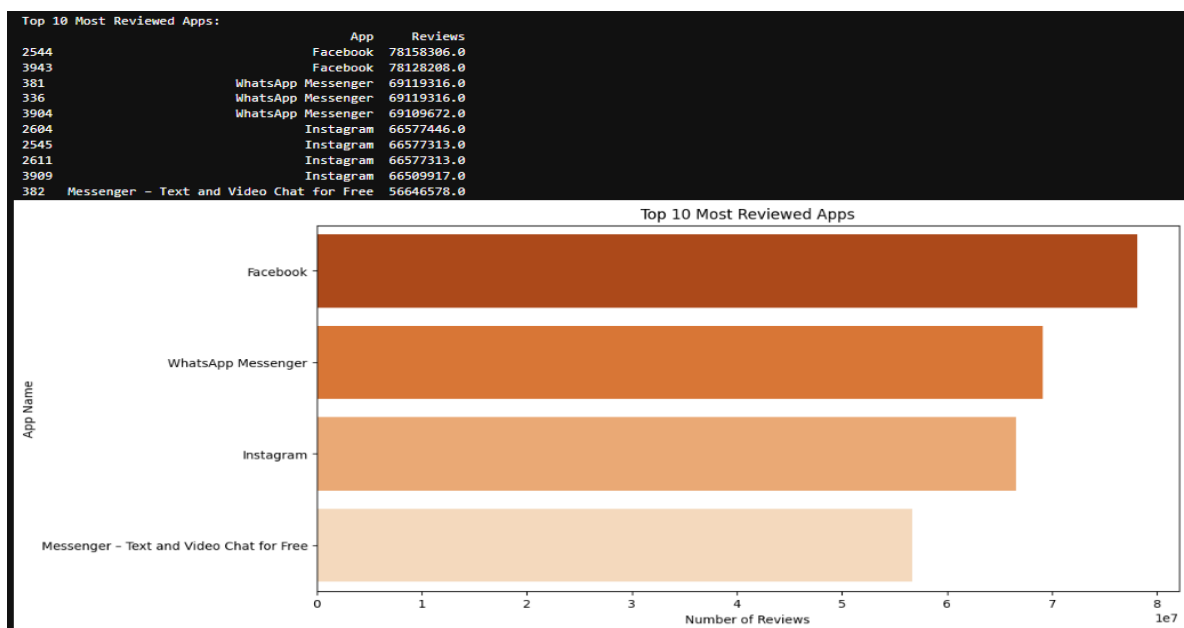 Top 10 Most Reviewed Apps:
App Reviews
2544 Facebook 78158306.0
3943 Facebook 78128208.0
381 WhatsApp Messenger 69119316.0
336 WhatsApp Messenger 69119316.0
3904 WhatsApp Messenger 69109672.0
2604 Instagram 66577446.0
2545 Instagram 66577313.0
2611 Instagram 66577313.0
3909 Instagram 66509917.0
382 Messenger – Text and Video Chat for Free 56646578.0
Top 10 Most Reviewed Apps
App Name
Facebook
WhatsApp Messenger
Instagram
Messenger – Text and Video Chat for Free
0 1 2 3 4 5 6 7 8
1e7
Number of Reviews